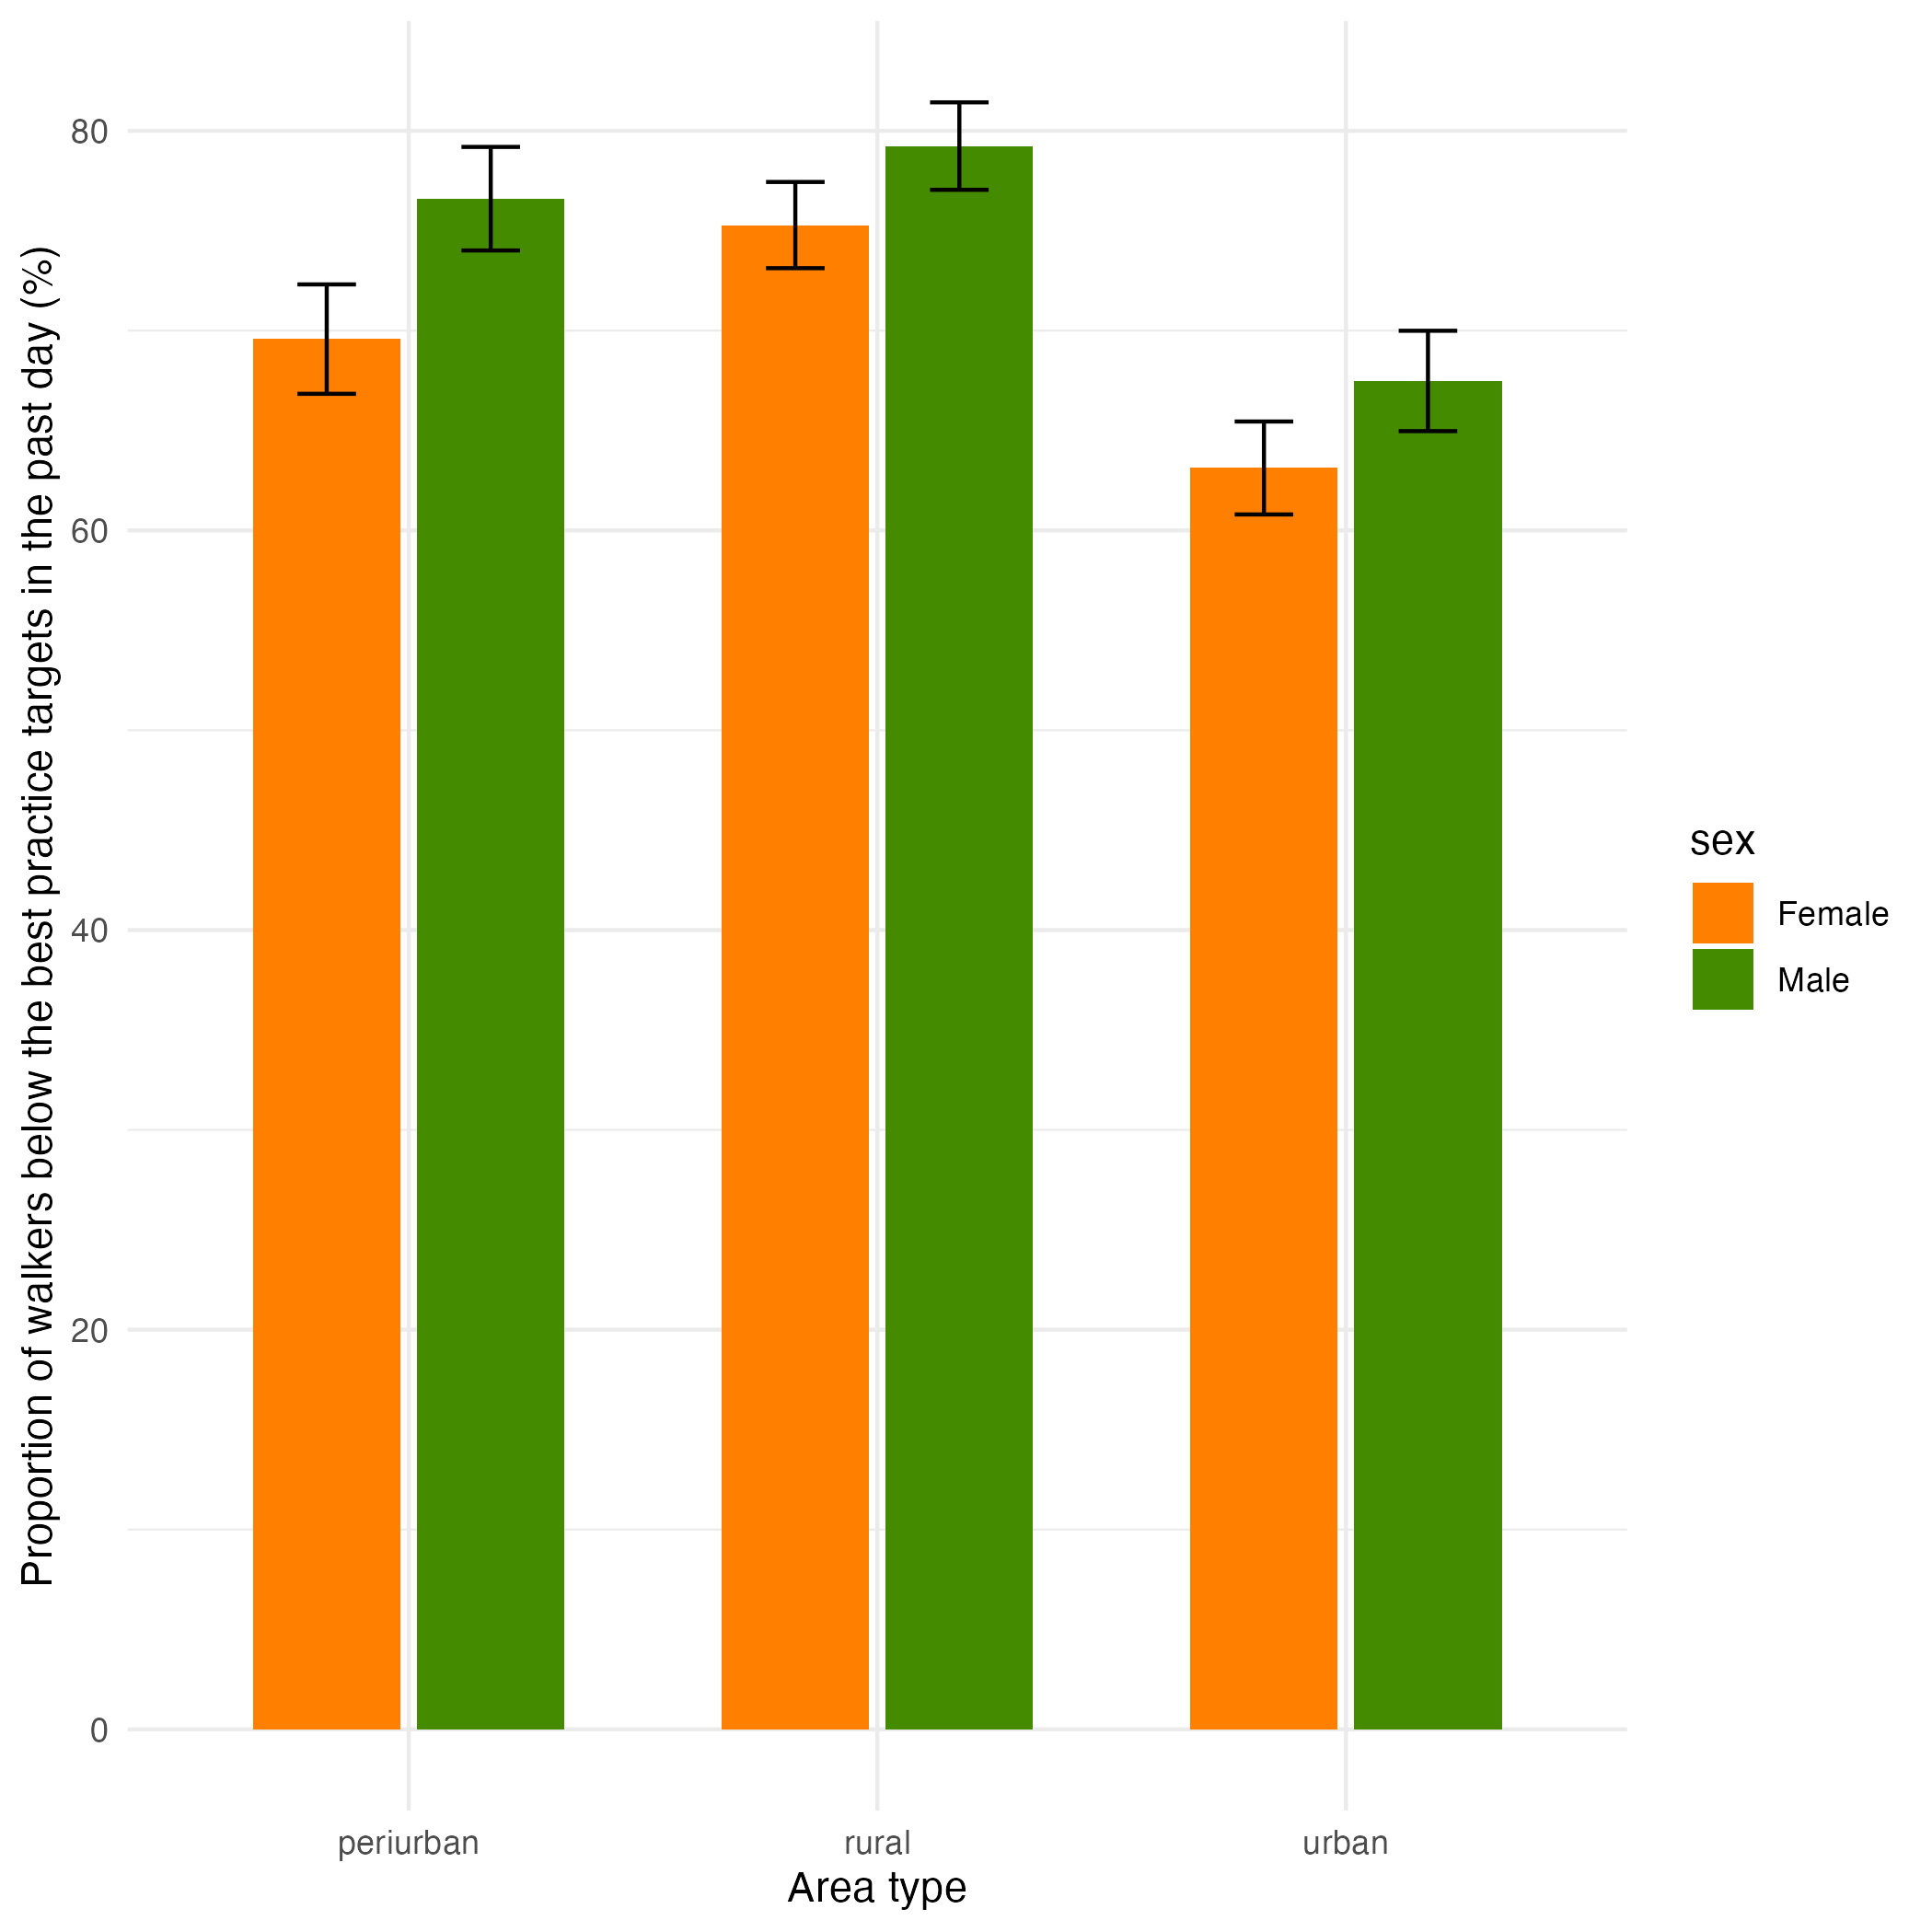 Proportion of walkers below the best practice targets in the past day (%)
80
60
40
20
0
periurban
rural
urban
Area type
sex
Female
Male